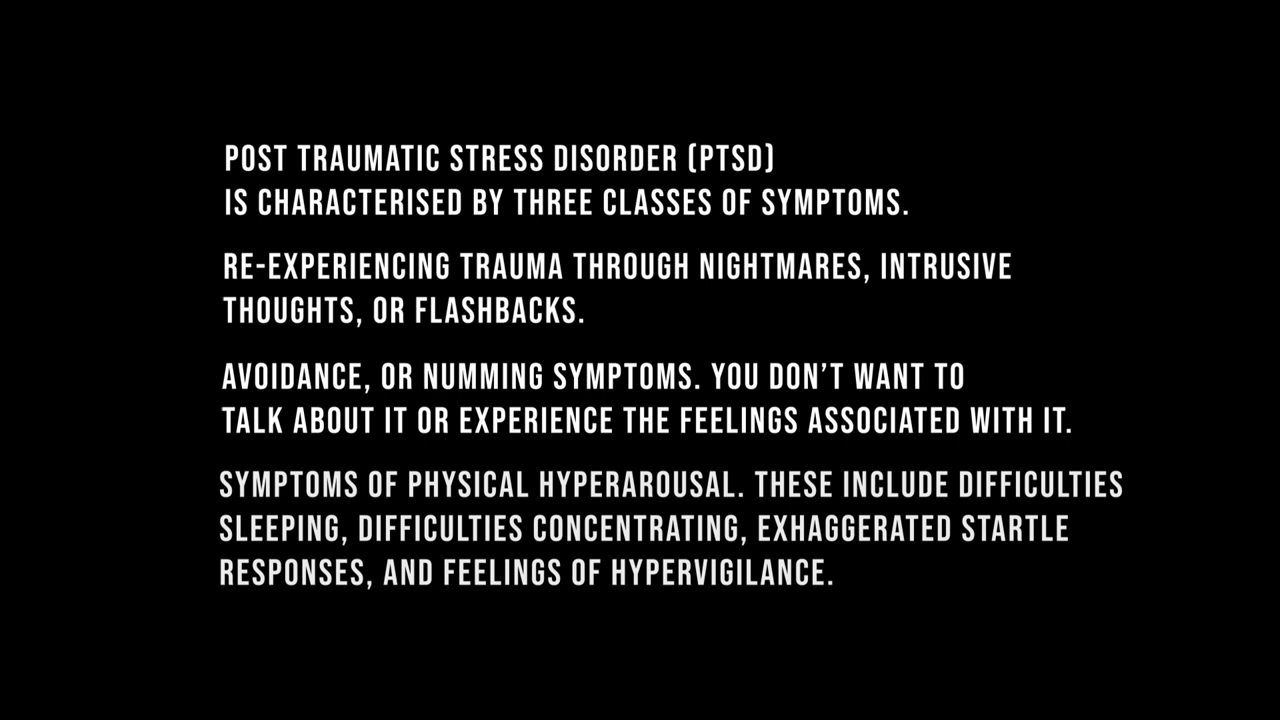 POST TRAUMATIC STRESS DISORDER (PTSD)
IS CHARACTERISED BY THREE CLASSES OF SYMPTOMS.
RE-EXPERIENCING TRAUMA THROUGH NIGHTMARES, INTRUSIVE
THOUGHTS, OR FLASHBACKS.
AVOIDANCE, OR NUMMING SYMPTOMS. YOU DON’T WANT TO
TALK ABOUT IT OR EXPERIENCE THE FEELINGS ASSOCIATED WITH IT.
SYMPTOMS OF PHYSICAL HYPERAROUSAL. THESE INCLUDE DIFFICULTIES
SLEEPING, DIFFICULTIES CONCENTRATING, EXHAGGERATED STARTLE
RESPONSES, AND FEELINGS OF HYPERVIGILANCE.